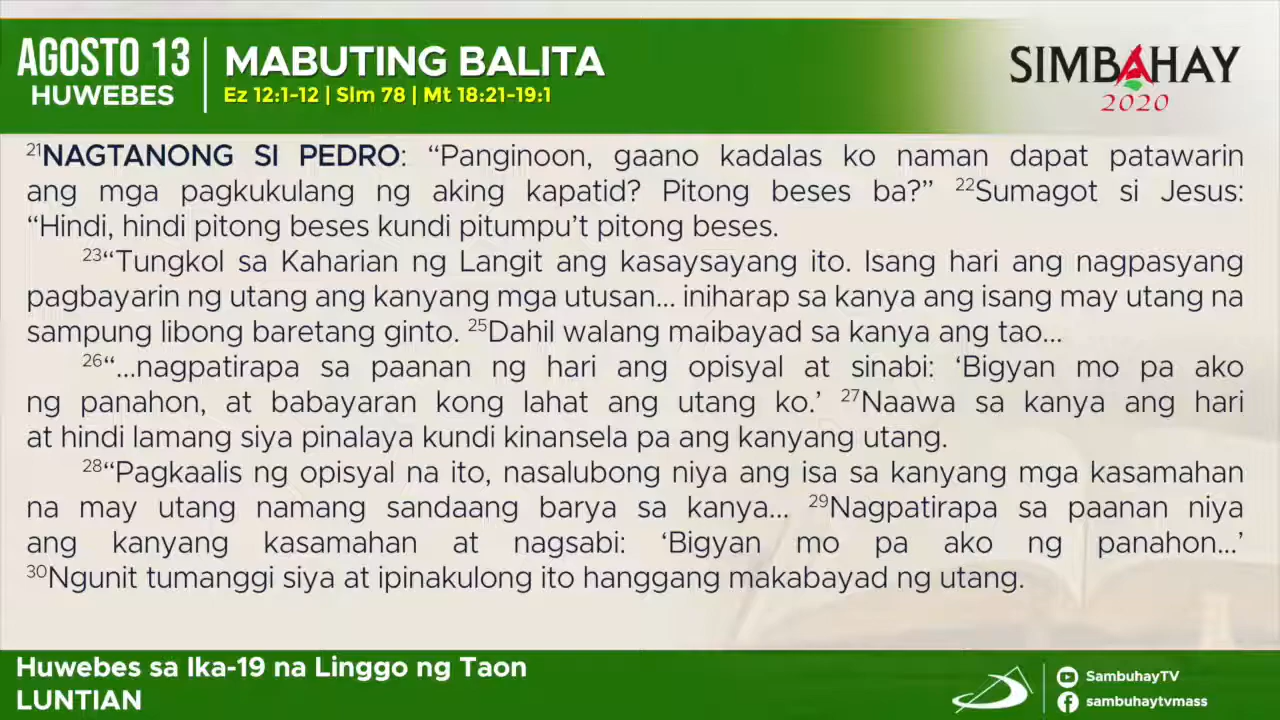 AGOSTO 13
HUWEBES
MABUTING BALITA
Ez 12:1-12 | Slm 78 | Mt 18:21-19:1
SIMBAHAY
2020
21NAGTANONG SI PEDRO: “Panginoon, gaano kadalas ko naman dapat patawarin
ang mga pagkukulang ng aking kapatid? Pitong beses ba?” 22Sumagot si Jesus:
“Hindi, hindi pitong beses kundi pitumpu’t pitong beses.
23“Tungkol sa Kaharian ng Langit ang kasaysayang ito. Isang hari ang nagpasyang
pagbayarin ng utang ang kanyang mga utusan... iniharap sa kanya ang isang may utang na
sampung libong baretang ginto. 25Dahil walang maibayad sa kanya ang tao...
26“...nagpatirapa sa paanan ng hari ang opisyal at sinabi: ‘Bigyan mo pa ako
ng panahon, at babayaran kong lahat ang utang ko.’ 27Naawa sa kanya ang hari
at hindi lamang siya pinalaya kundi kinansela pa ang kanyang utang.
28“Pagkaalis ng opisyal na ito, nasalubong niya ang isa sa kanyang mga kasamahan
na may utang namang sandaang barya sa kanya... 29Nagpatirapa sa paanan niya
ang kanyang kasamahan at nagsabi: ‘Bigyan mo pa ako ng panahon...’
30Ngunit tumanggi siya at ipinakulong ito hanggang makabayad ng utang.
Huwebes sa Ika-19 na Linggo ng Taon
LUNTIAN
SambuhayTV
sambuhaytvmass